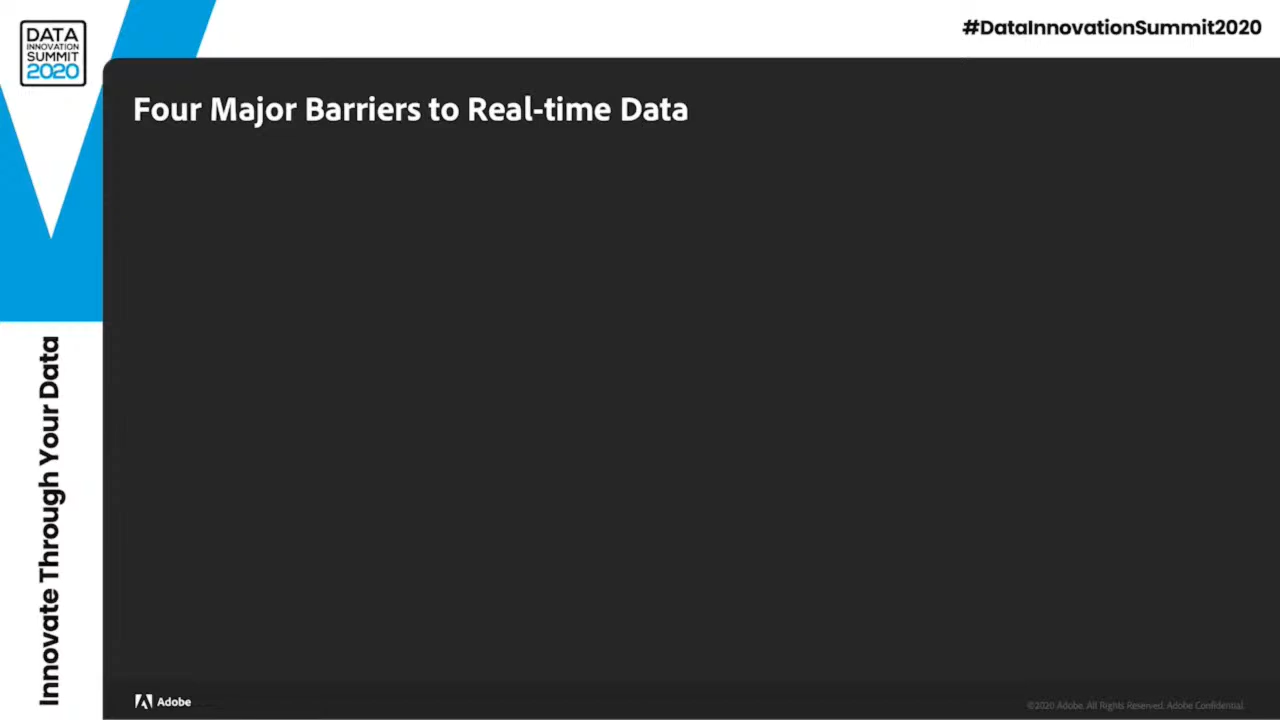 DATA
INNOVATION
SUMMIT
2020
#DataInnovationSummit2020
Four Major Barriers to Real-time Data
Innovate Through Your Data
Adobe
©2020 Adobe. All Rights Reserved. Adobe Confidential.